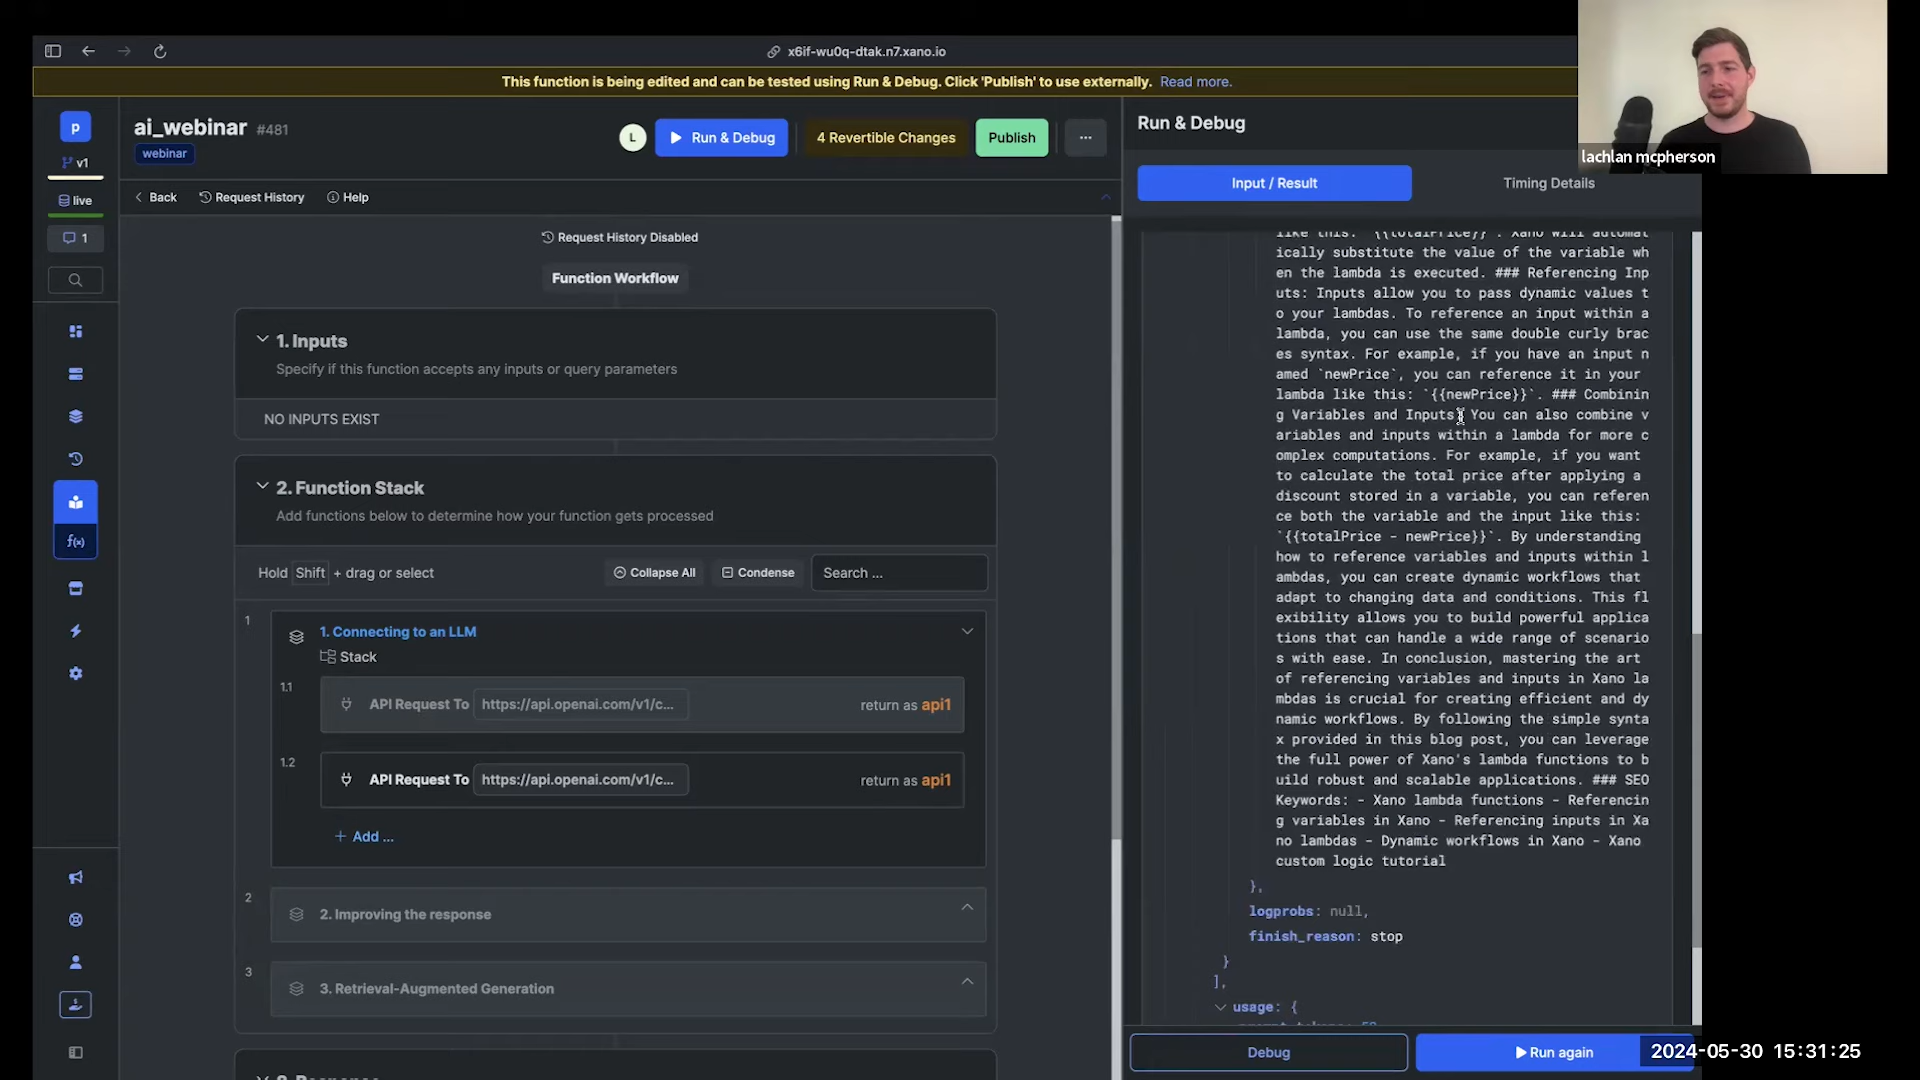 x6if-wu0q-dtak.n7.xano.io
This function is being edited and can be tested using Run & Debug. Click 'Publish' to use externally. Read more.
p
v1
live
1
f(x)
ai_webinar #481
webinar
L
Run & Debug
4 Revertible Changes
Publish
...
Back
Request History
Help
Request History Disabled
Function Workflow
1. Inputs
Specify if this function accepts any inputs or query parameters
NO INPUTS EXIST
2. Function Stack
Add functions below to determine how your function gets processed
Hold Shift + drag or select
Collapse All
Condense
Search ...
1
1. Connecting to an LLM
Stack
1.1
API Request To https://api.openai.com/v1/c... return as api1
1.2
API Request To https://api.openai.com/v1/c... return as api1
+ Add ...
2
2. Improving the response
3
3. Retrieval-Augmented Generation
Run & Debug
lachlan mcpherson
Input / Result
Timing Details
like this: `{{totalPrice}}`. Xano will automat
ically substitute the value of the variable wh
en the lambda is executed. ### Referencing Inp
uts: Inputs allow you to pass dynamic values t
o your lambdas. To reference an input within a
lambda, you can use the same double curly brac
es syntax. For example, if you have an input n
amed `newPrice`, you can reference it in your
lambda like this: `{{newPrice}}`. ### Combinin
g Variables and Inputs: You can also combine v
ariables and inputs within a lambda for more c
omplex computations. For example, if you want
to calculate the total price after applying a
discount stored in a variable, you can referen
ce both the variable and the input like this:
`{{totalPrice - newPrice}}`. By understanding
how to reference variables and inputs within l
ambdas, you can create dynamic workflows that
adapt to changing data and conditions. This fl
exibility allows you to build powerful applica
tions that can handle a wide range of scenario
s with ease. In conclusion, mastering the art
of referencing variables and inputs in Xano la
mbdas is crucial for creating efficient and dy
namic workflows. By following the simple synta
x provided in this blog post, you can leverage
the full power of Xano's lambda functions to b
uild robust and scalable applications. ### SEO
Keywords: - Xano lambda functions - Referencin
g variables in Xano - Referencing inputs in Xa
no lambdas - Dynamic workflows in Xano - Xano
custom logic tutorial
},
logprobs: null,
finish_reason: stop
}
],
usage: {
Debug
Run again
2024-05-30 15:31:25